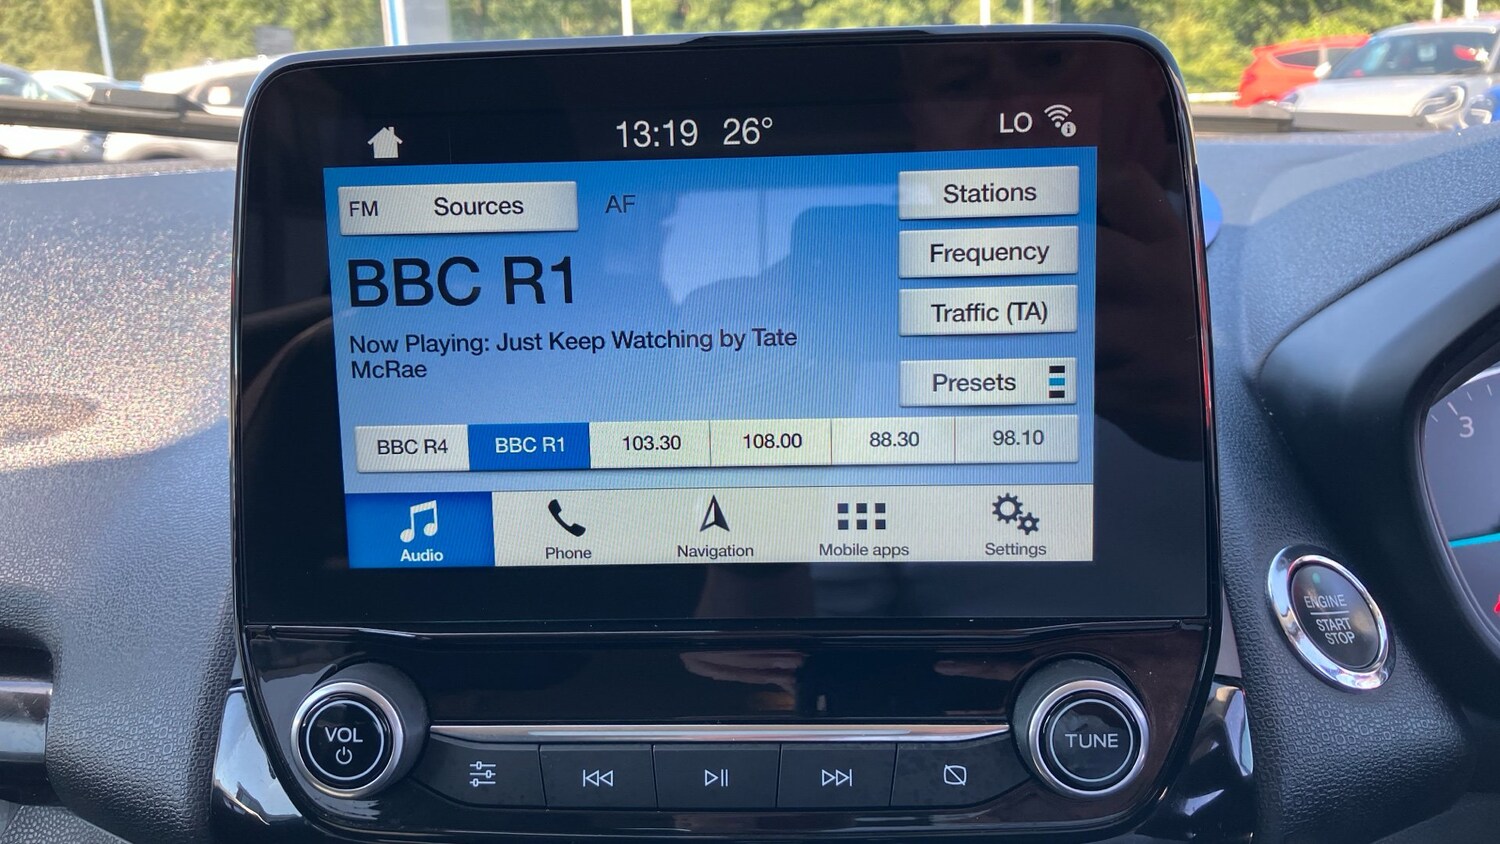 13:19 26° LO
FM Sources AF
Stations
BBC R1
Frequency
Now Playing: Just Keep Watching by Tate
McRae
Traffic (TA)
Presets
BBC R4 BBC R1 103.30 108.00 88.30 98.10
Audio Phone Navigation Mobile apps Settings
VOL
TUNE
ENGINE
START
STOP
3